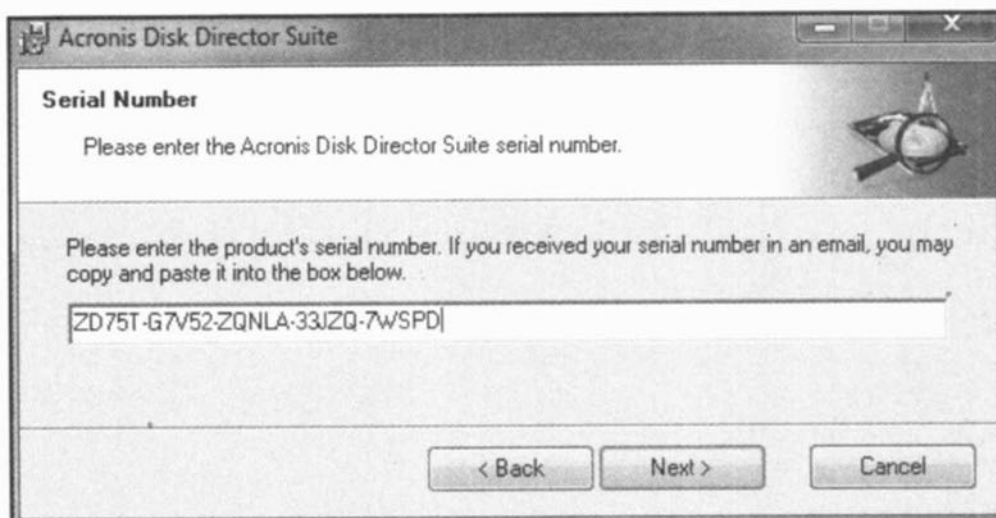 Acronis Disk Director Suite
Serial Number
Please enter the Acronis Disk Director Suite serial number.
Please enter the product's serial number. If you received your serial number in an email, you may
copy and paste it into the box below.
ZD75T-G7V52-ZQNLA-33JZQ-7WSPD
< Back
Next >
Cancel